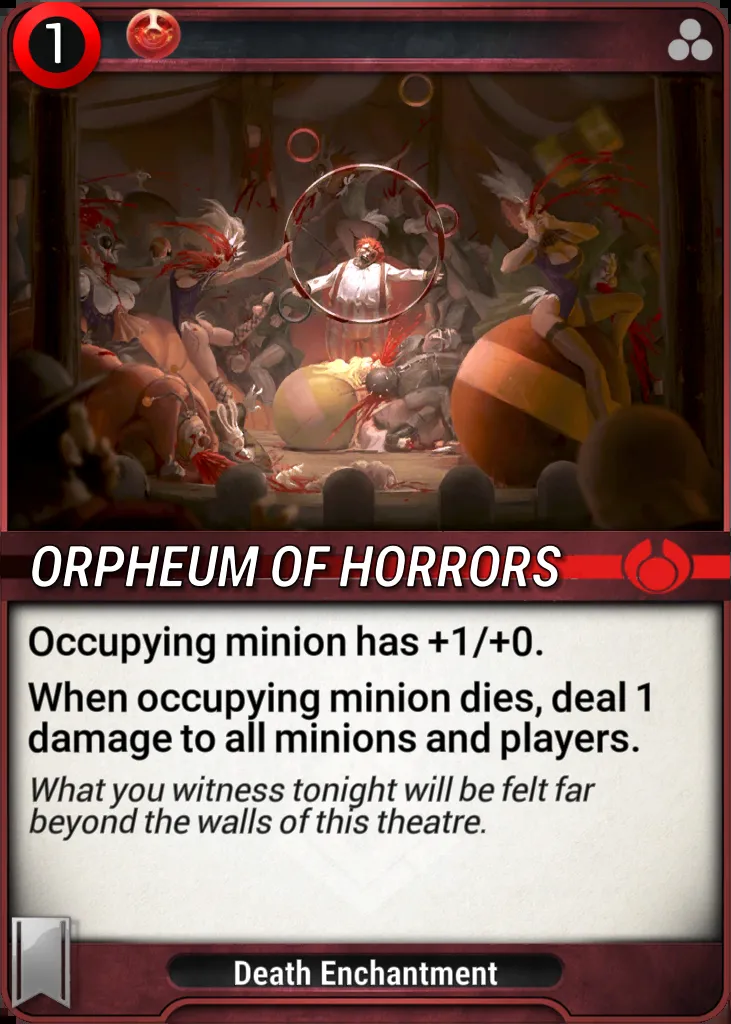 1
ORPHEUM OF HORRORS
Occupying minion has +1/+0.
When occupying minion dies, deal 1
damage to all minions and players.
What you witness tonight will be felt far
beyond the walls of this theatre.
Death Enchantment